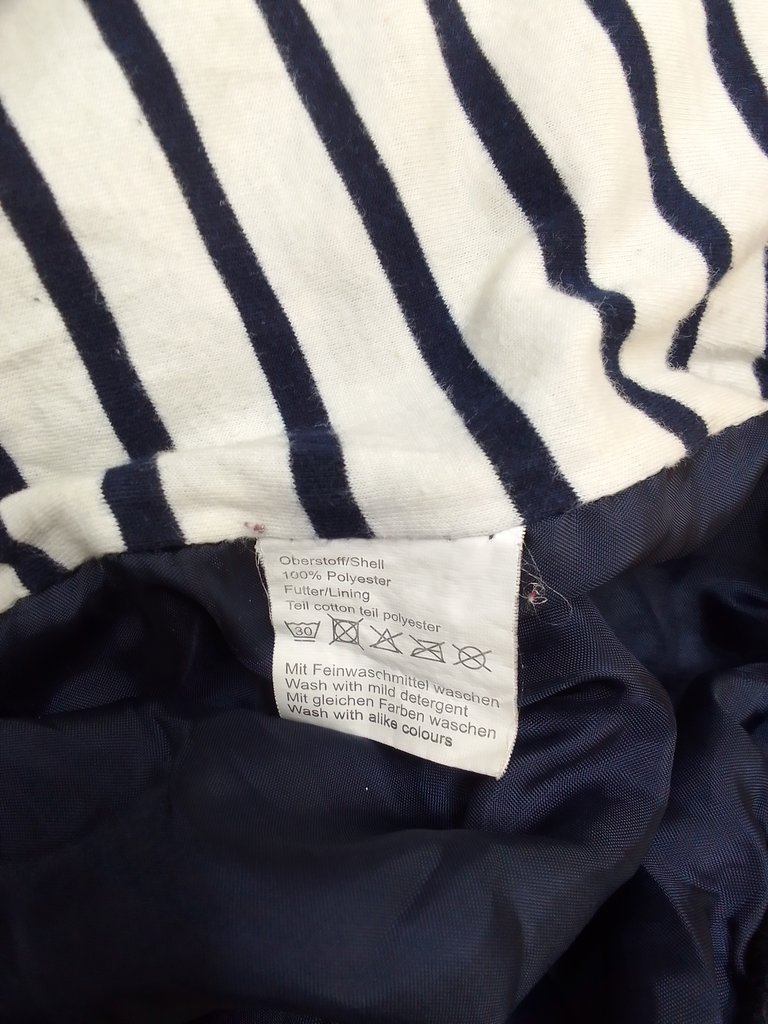 Oberstoff/Shell
100% Polyester
Futter/Lining
Teil cotton teil polyester
30
Mit Feinwaschmittel waschen
Wash with mild detergent
Mit gleichen Farben waschen
Wash with alike colours